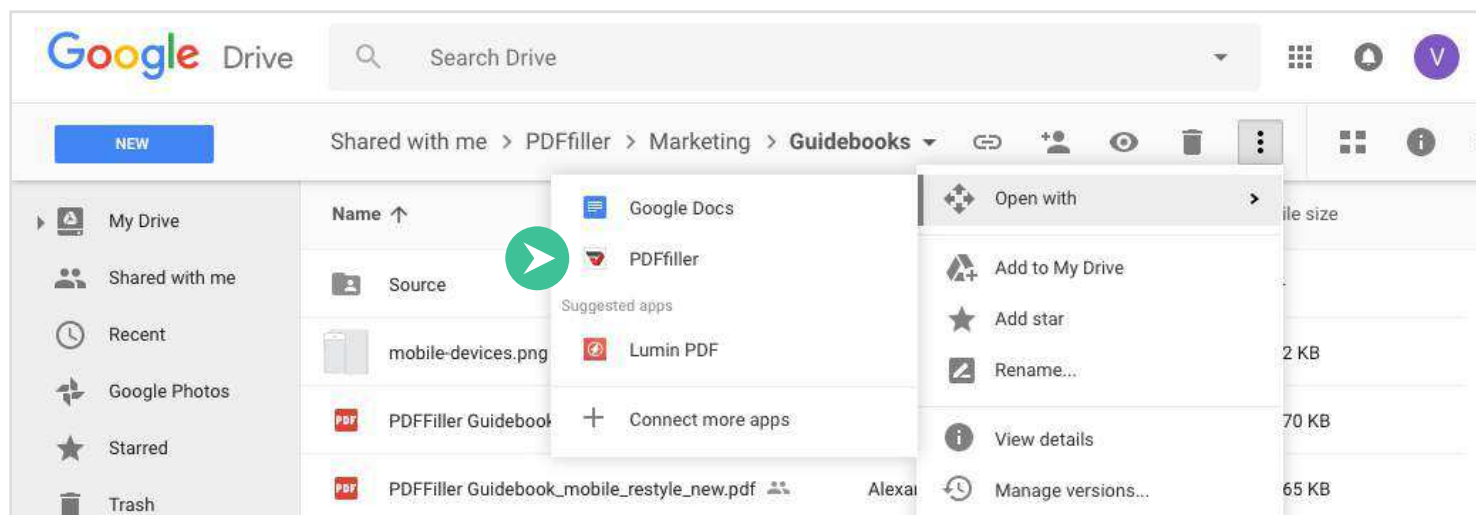 Google Drive
Search Drive
V
NEW
Shared with me > PDFfiller > Marketing > Guidebooks
My Drive
Shared with me
Recent
Google Photos
Starred
Trash
Name
Source
mobile-devices.png
PDFFiller Guidebook
PDFFiller Guidebook_mobile_restyle_new.pdf
Google Docs
PDFfiller
Suggested apps
Lumin PDF
Connect more apps
Open with
Add to My Drive
Add star
Rename...
View details
Manage versions...
ile size
2 KB
70 KB
65 KB
PDF
PDF
Alexa